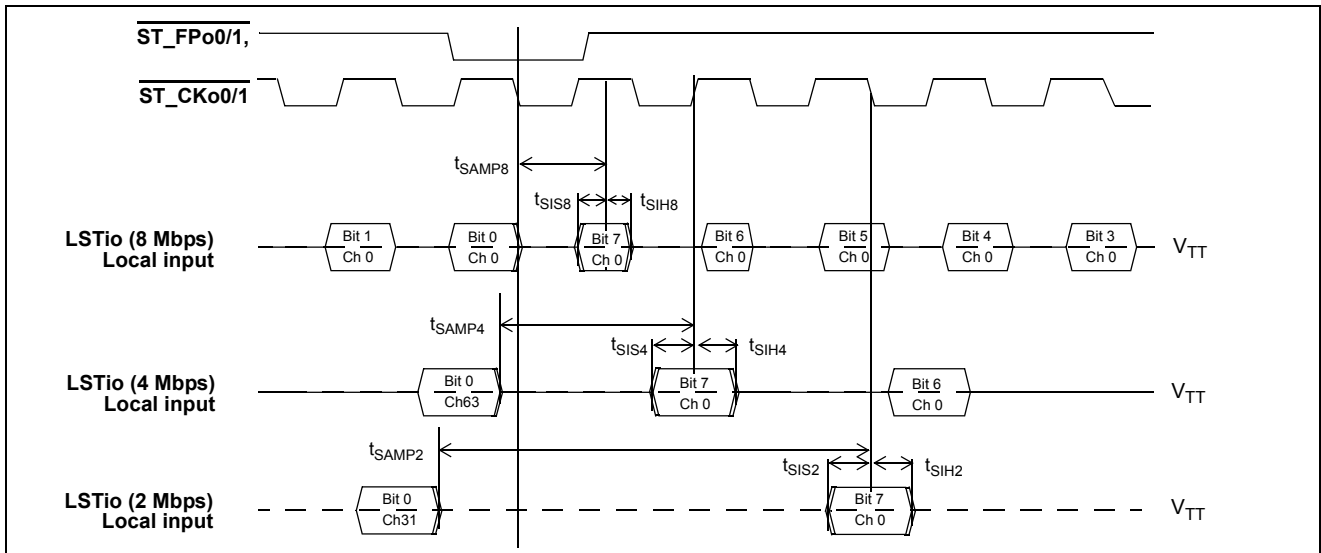 ST_FPo0/1,
ST_CKo0/1
tSAMP8
tSIS8 tSIH8
LSTio (8 Mbps)
Local input
Bit 1
Ch 0
Bit 0
Ch 0
Bit 7
Ch 0
Bit 6
Ch 0
Bit 5
Ch 0
Bit 4
Ch 0
Bit 3
Ch 0
VTT
tSAMP4
tSIS4 tSIH4
LSTio (4 Mbps)
Local input
Bit 0
Ch63
Bit 7
Ch 0
Bit 6
Ch 0
VTT
tSAMP2
tSIS2 tSIH2
LSTio (2 Mbps)
Local input
Bit 0
Ch31
Bit 7
Ch 0
VTT